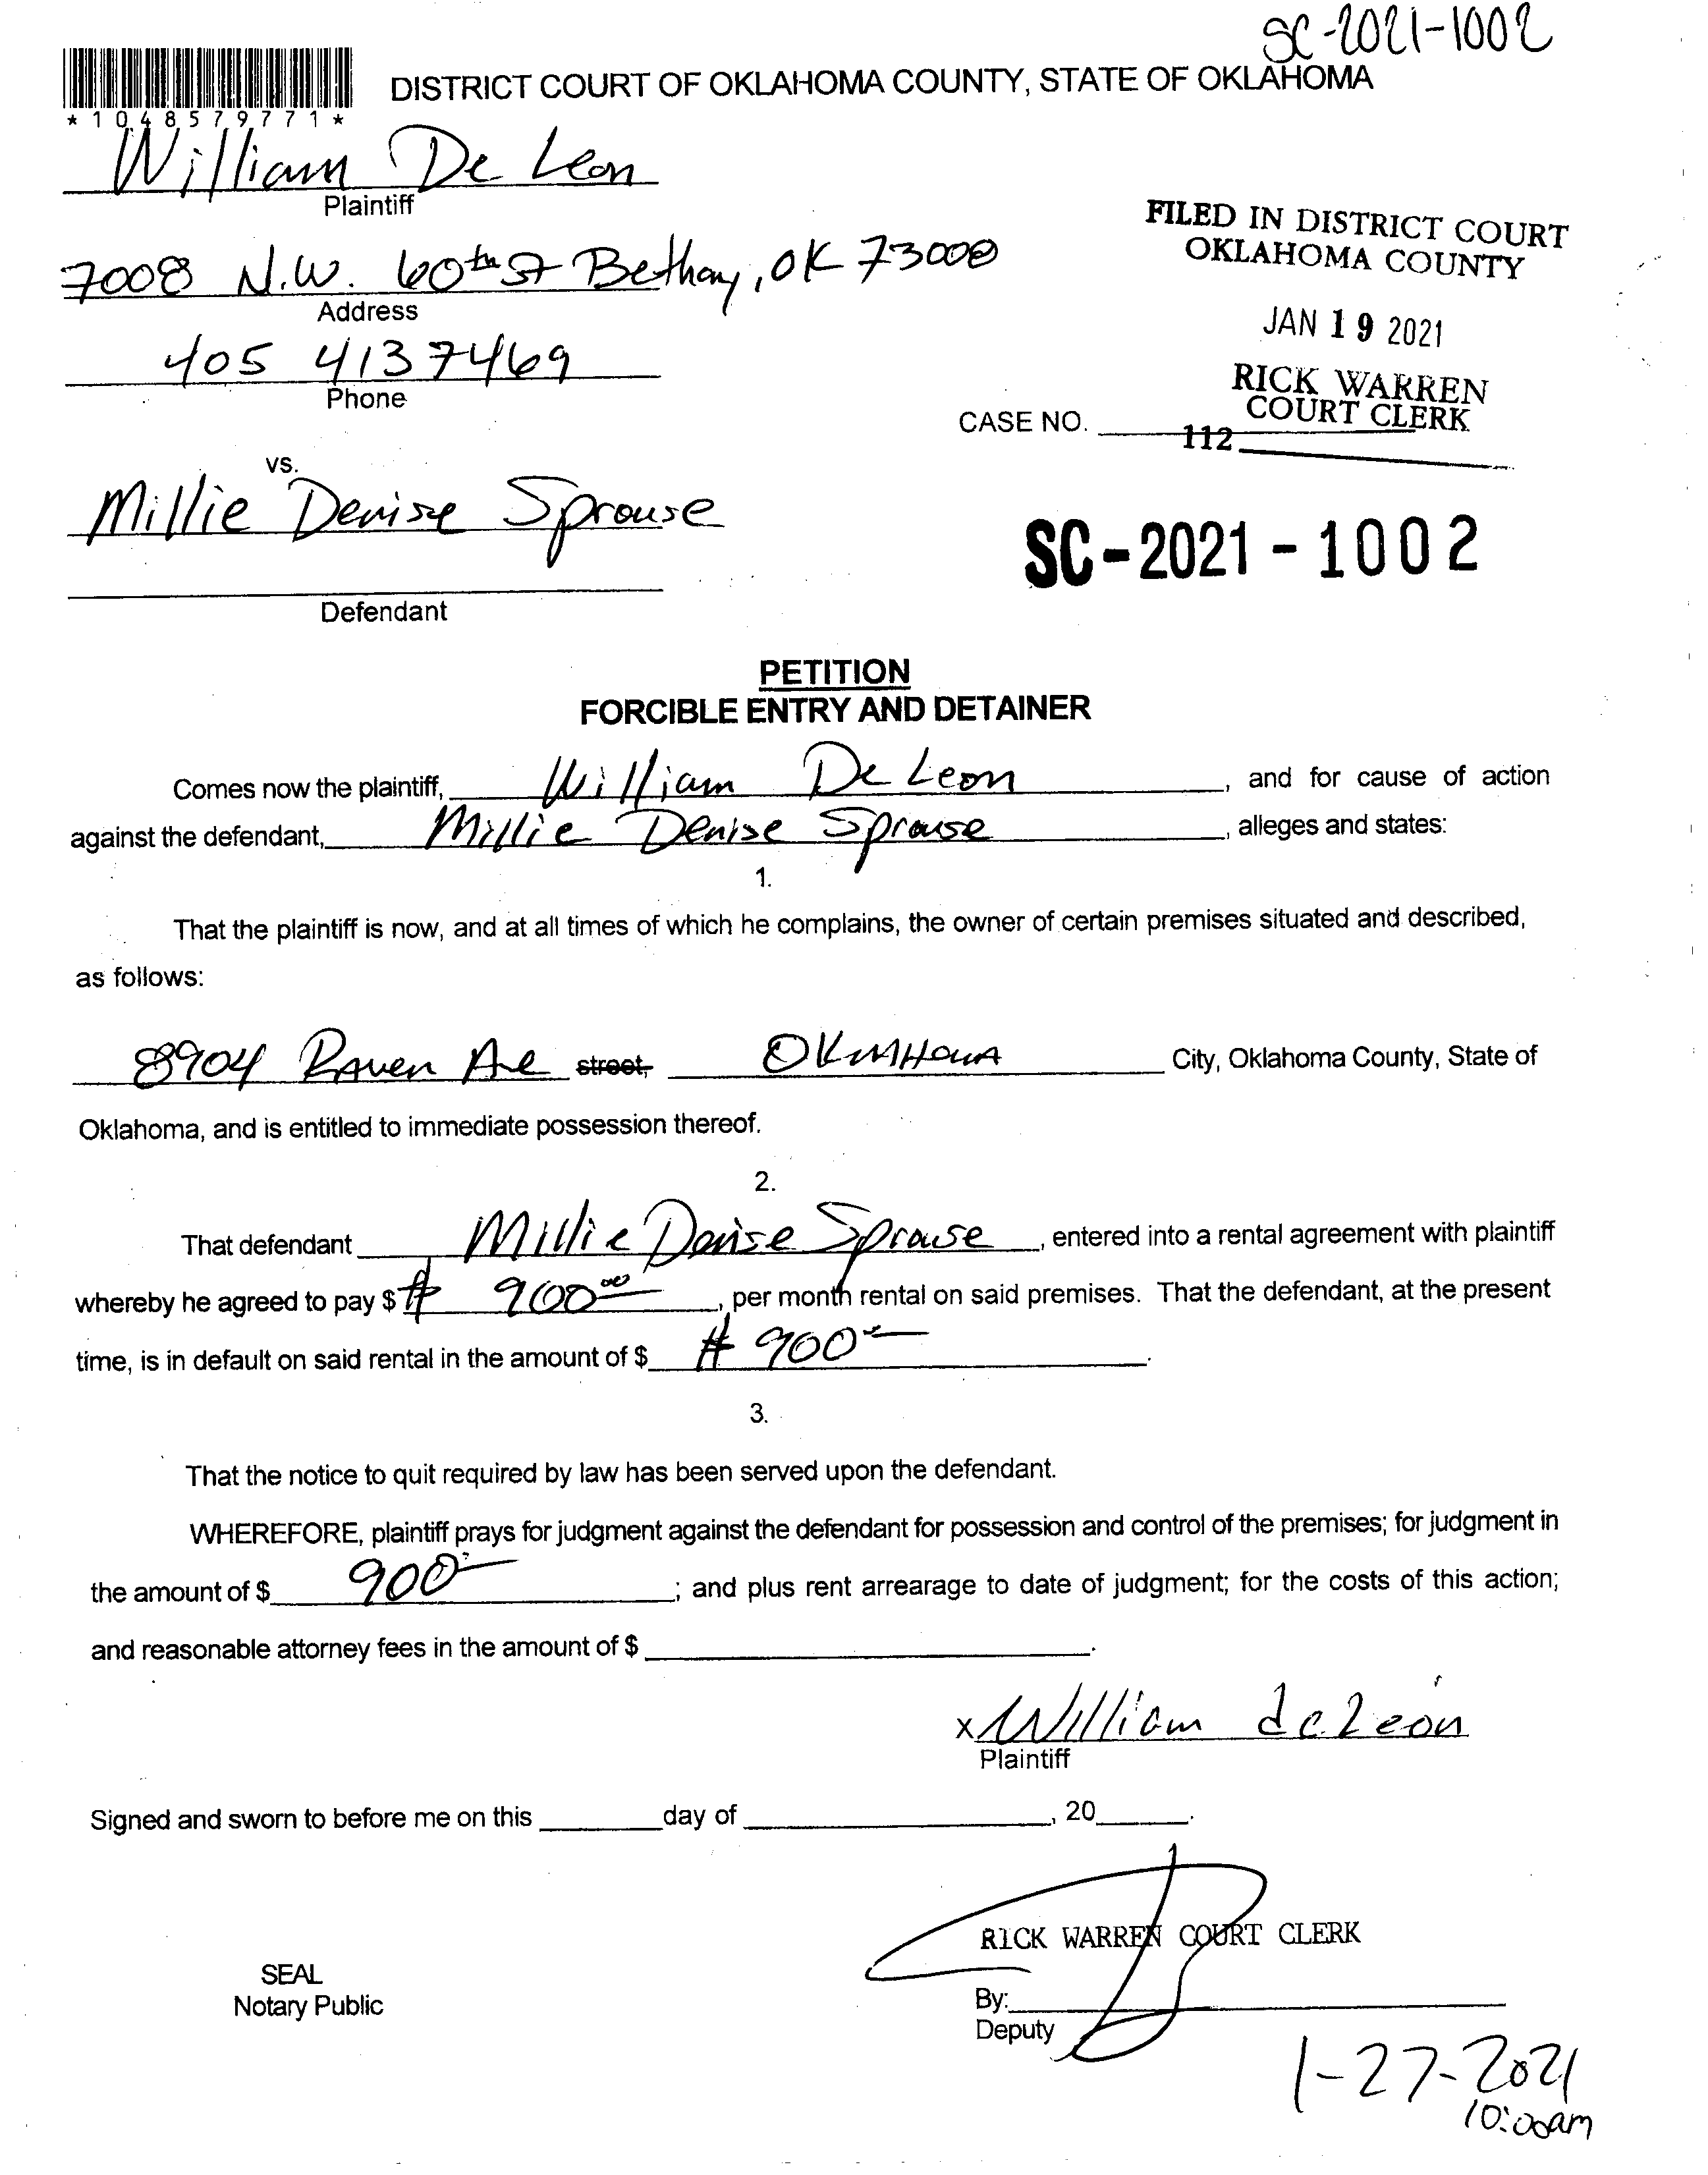 SC-2021-1002
DISTRICT COURT OF OKLAHOMA COUNTY, STATE OF OKLAHOMA
*1048579771*
William De Leon
Plaintiff
FILED IN DISTRICT COURT
OKLAHOMA COUNTY
7008 N.W. 60th St Bethany, OK 73008
Address
JAN 19 2021
405 413 7469
Phone
RICK WARREN
COURT CLERK
CASE NO.
112
vs.
Millie Denise Sprouse
SC-2021-1002
Defendant
PETITION
FORCIBLE ENTRY AND DETAINER
Comes now the plaintiff, William De Leon, and for cause of action
against the defendant, Millie Denise Sprouse, alleges and states:
1.
That the plaintiff is now, and at all times of which he complains, the owner of certain premises situated and described,
as follows:
8904 Raven Ave street, Oklahoma City, Oklahoma County, State of
Oklahoma, and is entitled to immediate possession thereof.
2.
That defendant Millie Denise Sprouse, entered into a rental agreement with plaintiff
whereby he agreed to pay $ # 900.00, per month rental on said premises. That the defendant, at the present
time, is in default on said rental in the amount of $ # 900.
3.
That the notice to quit required by law has been served upon the defendant.
WHEREFORE, plaintiff prays for judgment against the defendant for possession and control of the premises; for judgment in
the amount of $ 900; and plus rent arrearage to date of judgment; for the costs of this action;
and reasonable attorney fees in the amount of $ .
x William de Leon
Plaintiff
Signed and sworn to before me on this day of , 20 .
RICK WARREN COURT CLERK
SEAL
Notary Public
By:
Deputy
1-27-2021
10:00am